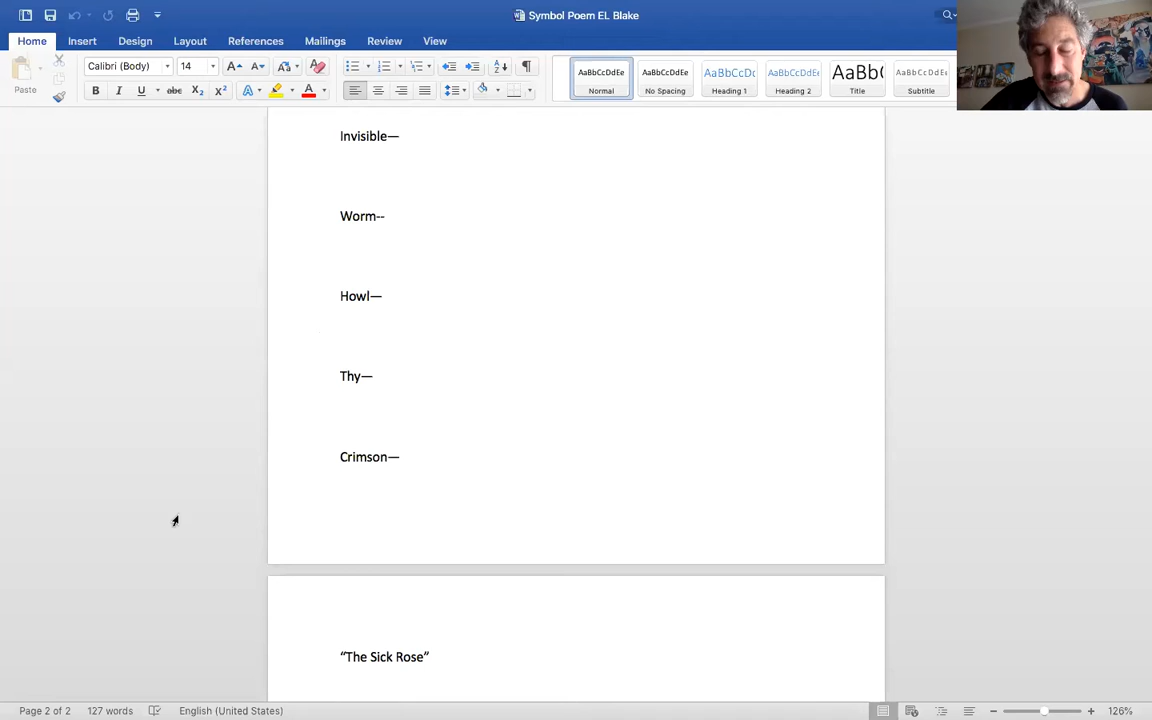 Symbol Poem EL Blake
Home Insert Design Layout References Mailings Review View
Paste
Calibri (Body) 14
AaBbCcDdEe AaBbCcDdEe AaBbCcDc AaBbCcDdEe AaBb( AaBbCcDdEe
Normal No Spacing Heading 1 Heading 2 Title Subtitle
Invisible—
Worm--
Howl—
Thy—
Crimson—
“The Sick Rose”
Page 2 of 2 127 words English (United States) 126%